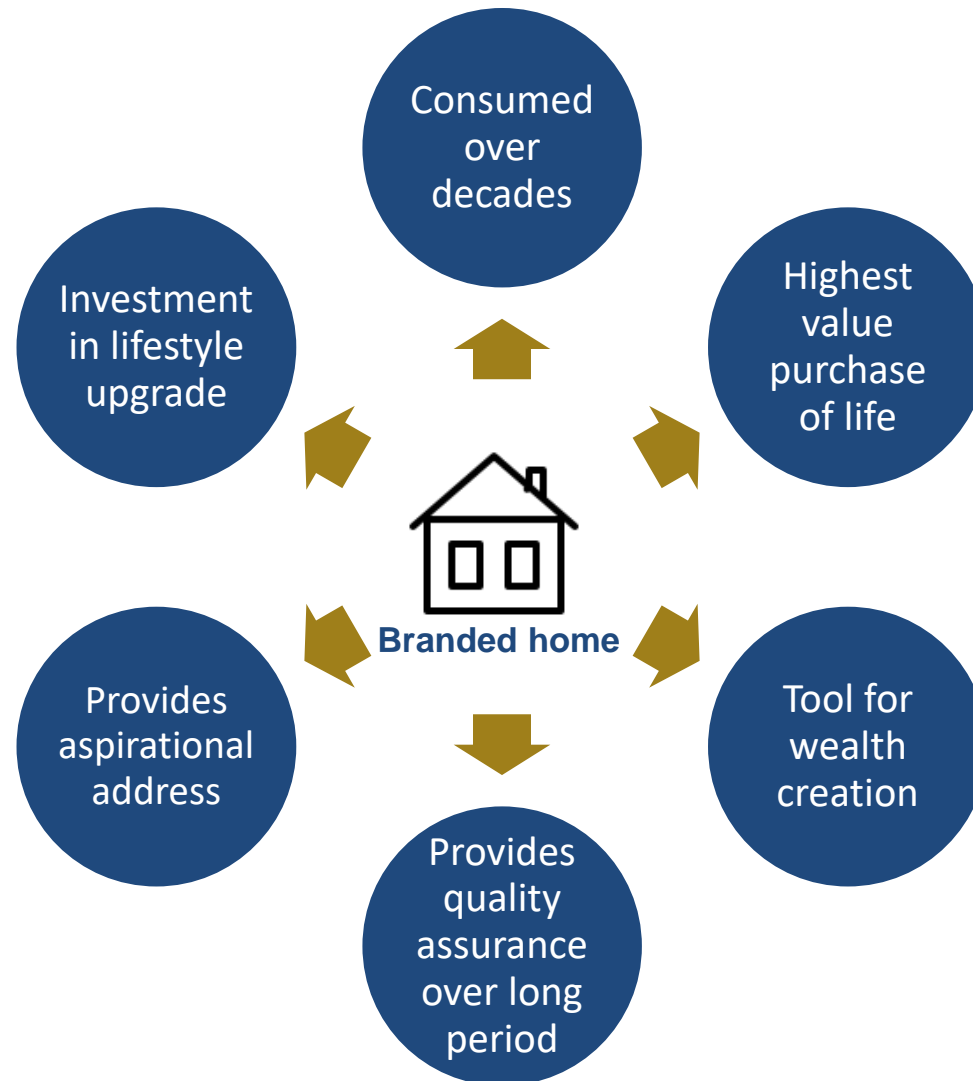 Consumed
over
decades
Highest
value
purchase
of life
Tool for
wealth
creation
Provides
quality
assurance
over long
period
Provides
aspirational
address
Investment
in lifestyle
upgrade
Branded home